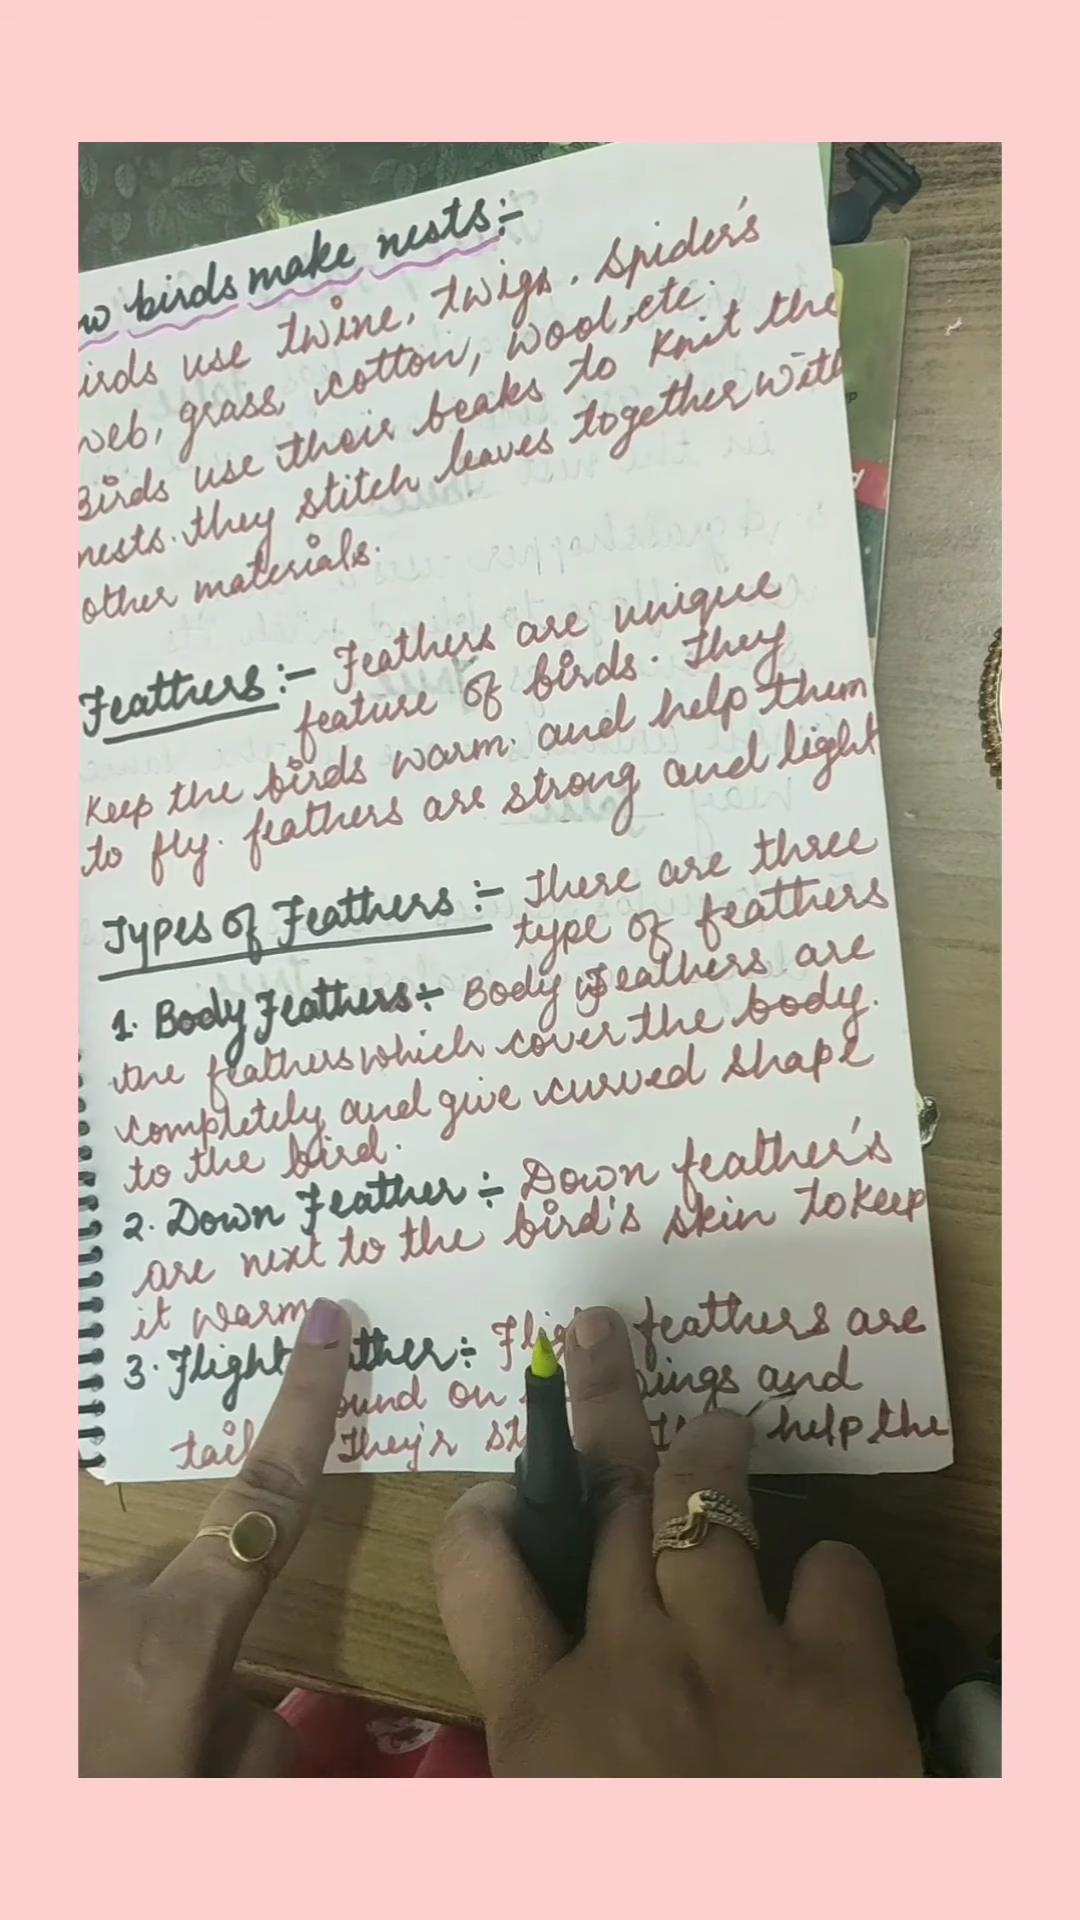 w birds make nests:-
irds use twine, twigs. Spider's
web, grass, cotton, wool, etc.
Birds use their beaks to knit the
nests. they stitch leaves together with
other materials.
Feathers:- Feathers are unique
feature of birds. They
keep the birds warm. and help them
to fly. feathers are strong and light
Types of Feathers:- There are three
type of feathers
1. Body Feathers:- Body feathers are
the feathers which cover the body.
completely and give curved shape
to the bird.
2. Down Feather:- Down feather's
are next to the bird's skin to keep
it warm
3. Flight ather:- Flig feathers are
ound on ings and
tail They'r st help the